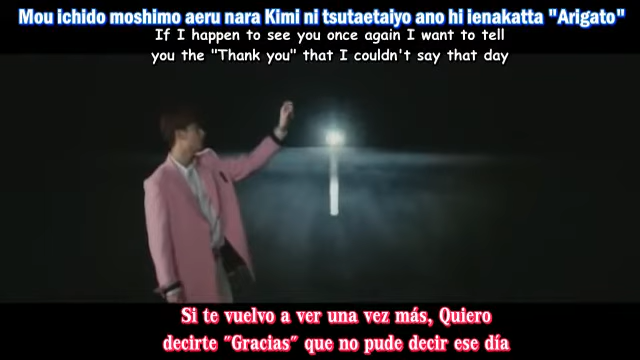 Mou ichido moshimo aeru nara Kimi ni tsutaetaiyo ano hi ienakatta "Arigato"
If I happen to see you once again I want to tell
you the "Thank you" that I couldn't say that day
Si te vuelvo a ver una vez más, Quiero
decirte "Gracias" que no pude decir ese día